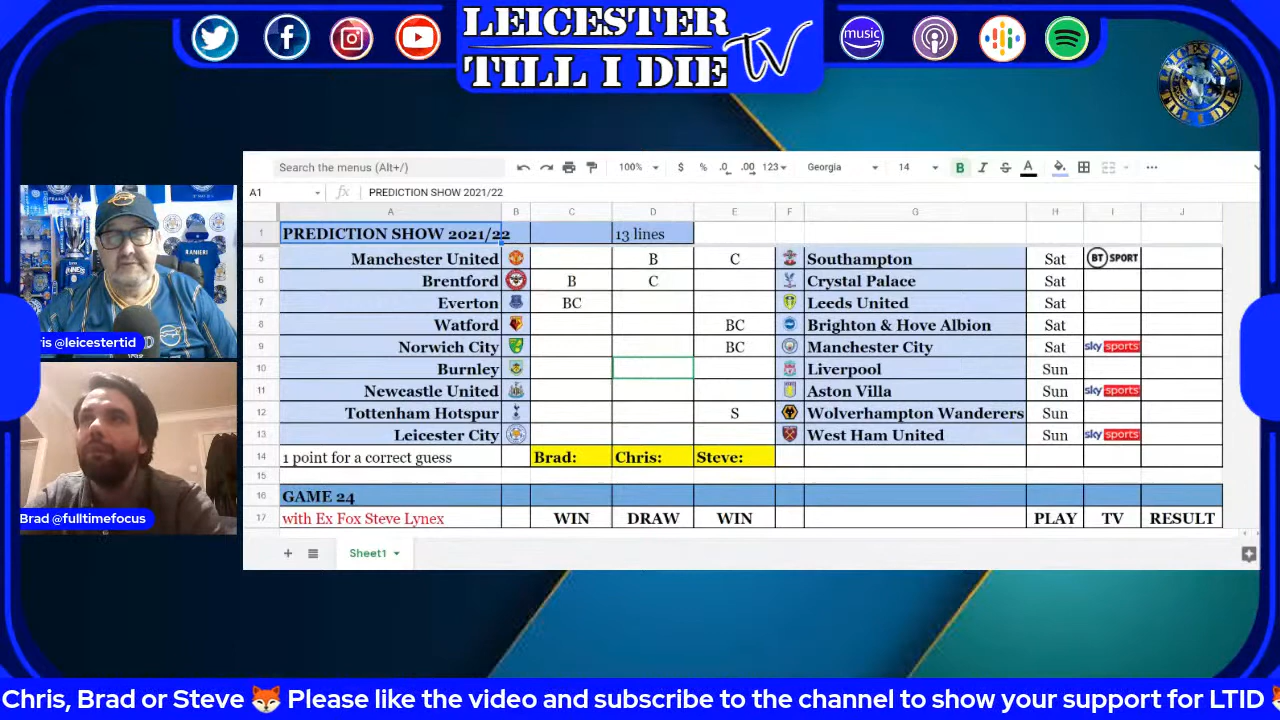 LEICESTER
TILL I DIE TV
music
LEICESTER
TILL I DIE
Search the menus (Alt+/) 100% $ % .0 .00 123 Georgia 14 B I S A
A1 fx PREDICTION SHOW 2021/22
A B C D E F G H I J
1 PREDICTION SHOW 2021/22 13 lines
5 Manchester United B C Southampton Sat BT SPORT
6 Brentford B C Crystal Palace Sat
7 Everton BC Leeds United Sat
8 Watford BC Brighton & Hove Albion Sat
9 Norwich City BC Manchester City Sat sky sports
10 Burnley Liverpool Sun
11 Newcastle United Aston Villa Sun sky sports
12 Tottenham Hotspur S Wolverhampton Wanderers Sun
13 Leicester City West Ham United Sun sky sports
14 1 point for a correct guess Brad: Chris: Steve:
15
16 GAME 24
17 with Ex Fox Steve Lynex WIN DRAW WIN PLAY TV RESULT
Sheet1
RANIERI
ris @leicestertid
Brad @fulltimefocus
Chris, Brad or Steve 🦊 Please like the video and subscribe to the channel to show your support for LTID 🦊